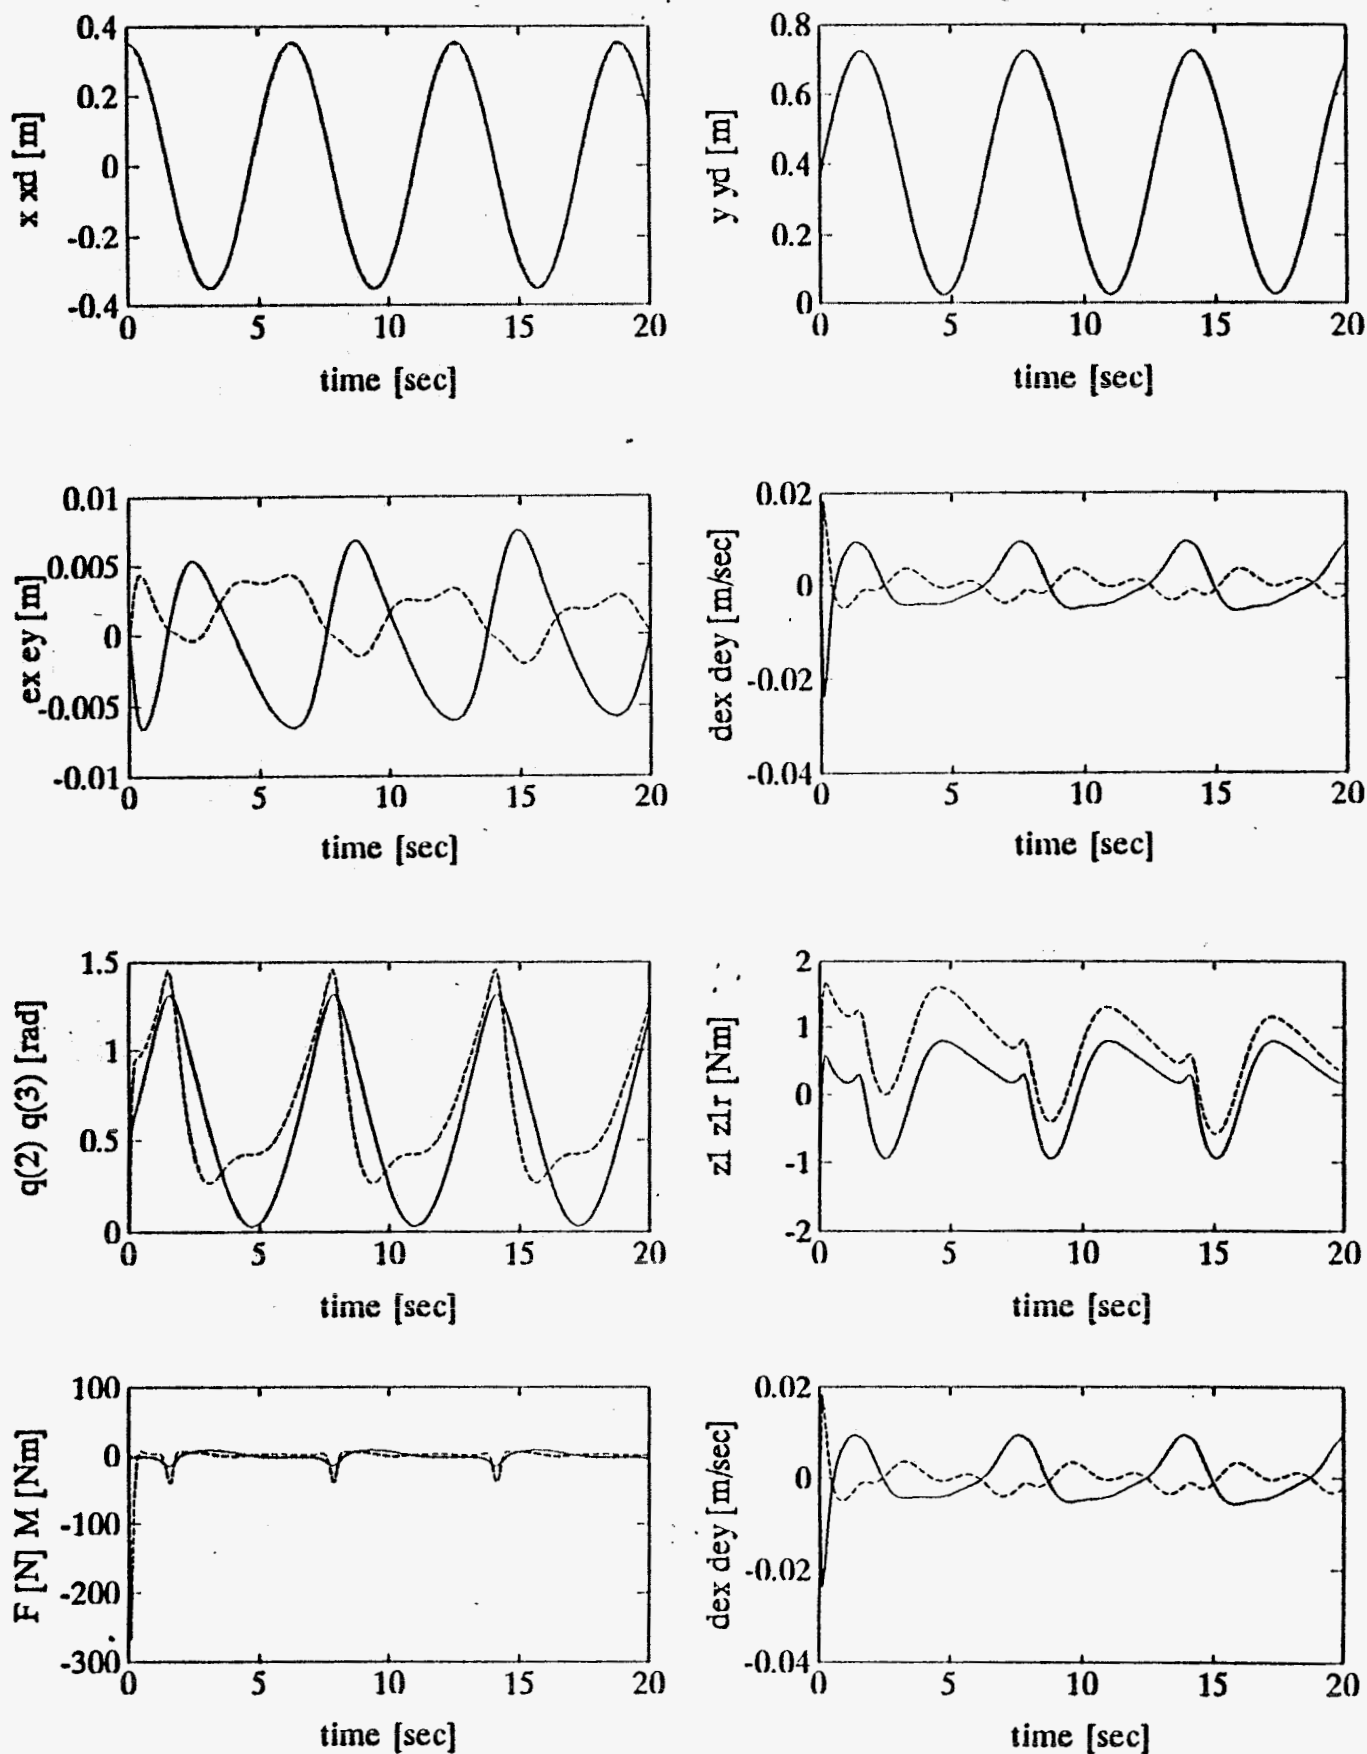 0.4
0.2
0
-0.2
-0.4
x xd [m]
0 5 10 15 20
time [sec]
0.8
0.6
0.4
0.2
0
y yd [m]
0 5 10 15 20
time [sec]
0.01
0.005
0
-0.005
-0.01
ex ey [m]
0 5 10 15 20
time [sec]
0.02
0
-0.02
-0.04
dex dey [m/sec]
0 5 10 15 20
time [sec]
1.5
1
0.5
0
q(2) q(3) [rad]
0 5 10 15 20
time [sec]
2
1
0
-1
-2
z1 z1r [Nm]
0 5 10 15 20
time [sec]
100
0
-100
-200
-300
F [N] M [Nm]
0 5 10 15 20
time [sec]
0.02
0
-0.02
-0.04
dex dey [m/sec]
0 5 10 15 20
time [sec]